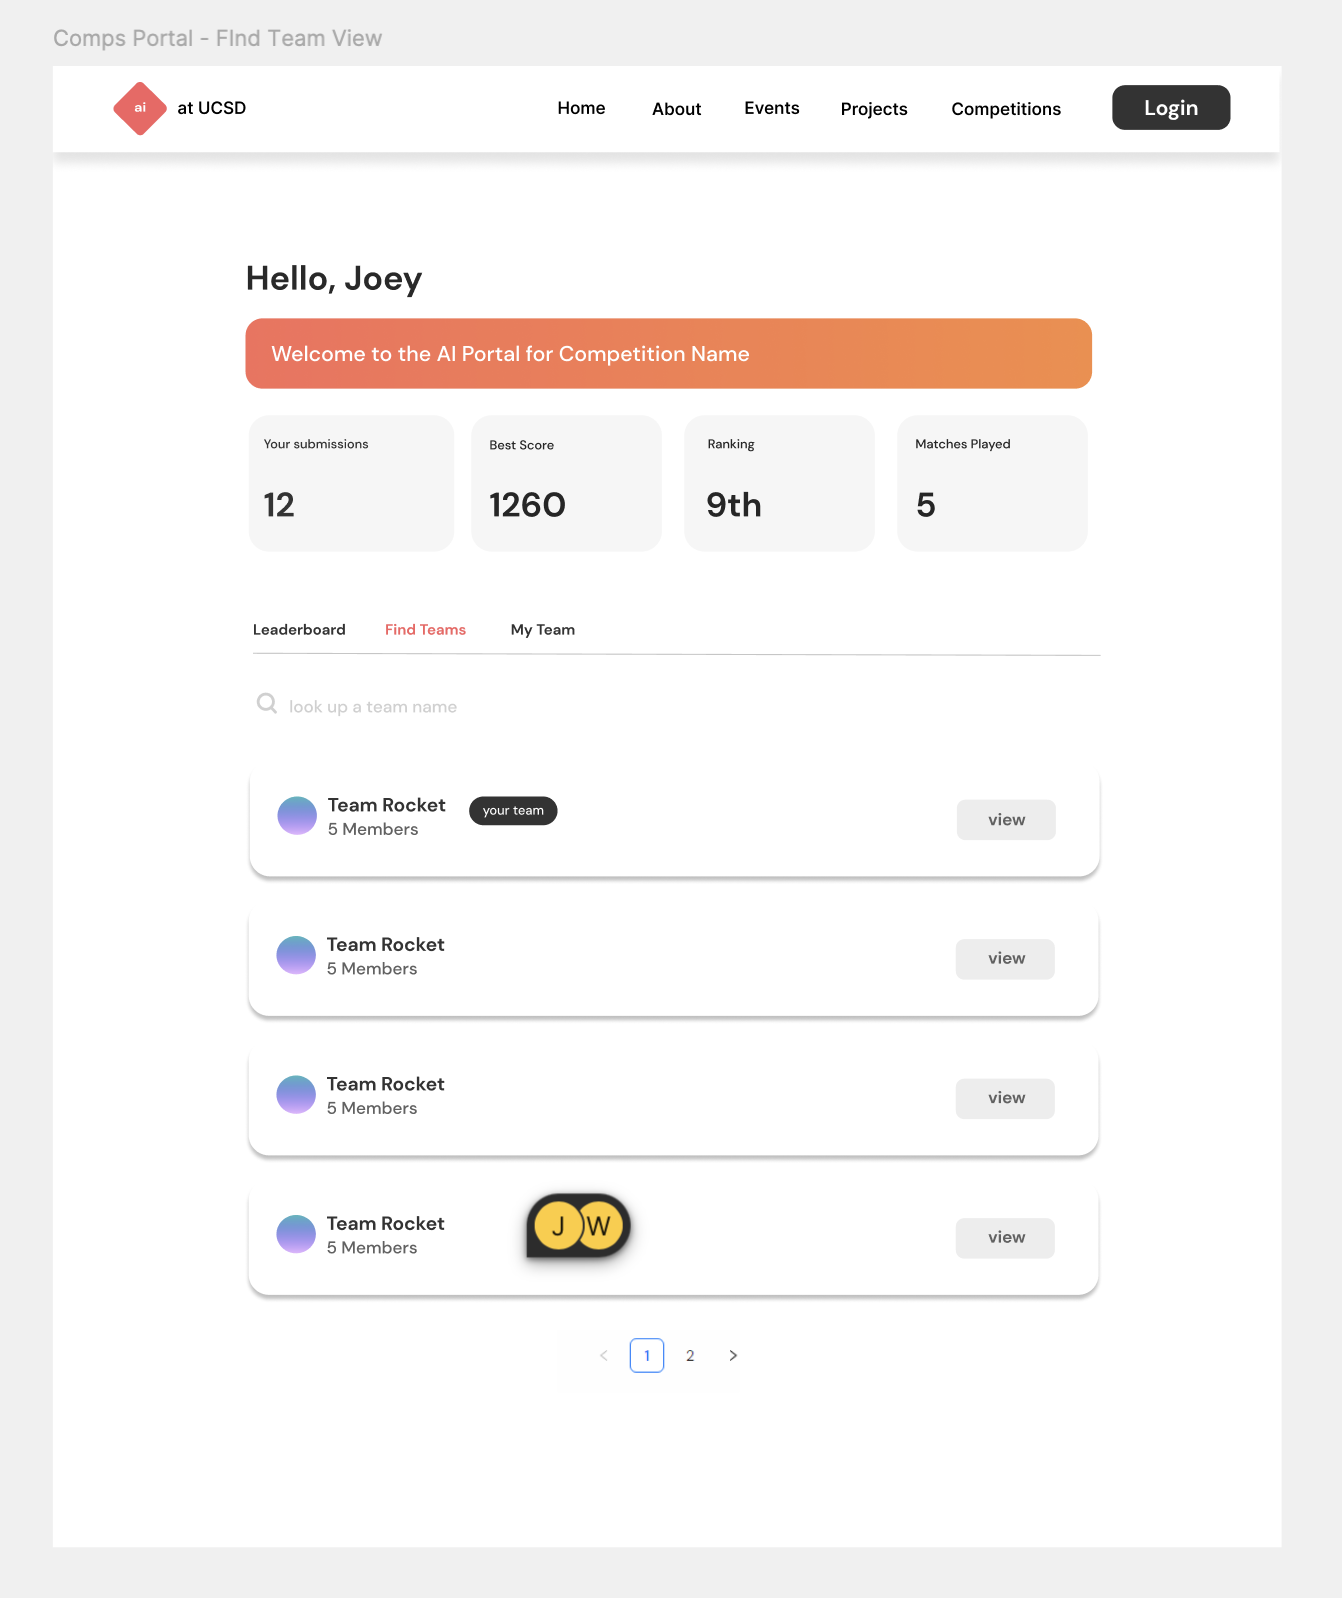 Comps Portal - FInd Team View
ai at UCSD Home About Events Projects Competitions Login
Hello, Joey
Welcome to the AI Portal for Competition Name
Your submissions Best Score Ranking Matches Played
12 1260 9th 5
Leaderboard Find Teams My Team
look up a team name
Team Rocket your team
5 Members
view
Team Rocket
5 Members
view
Team Rocket
5 Members
view
Team Rocket
5 Members
J W
view
< 1 2 >